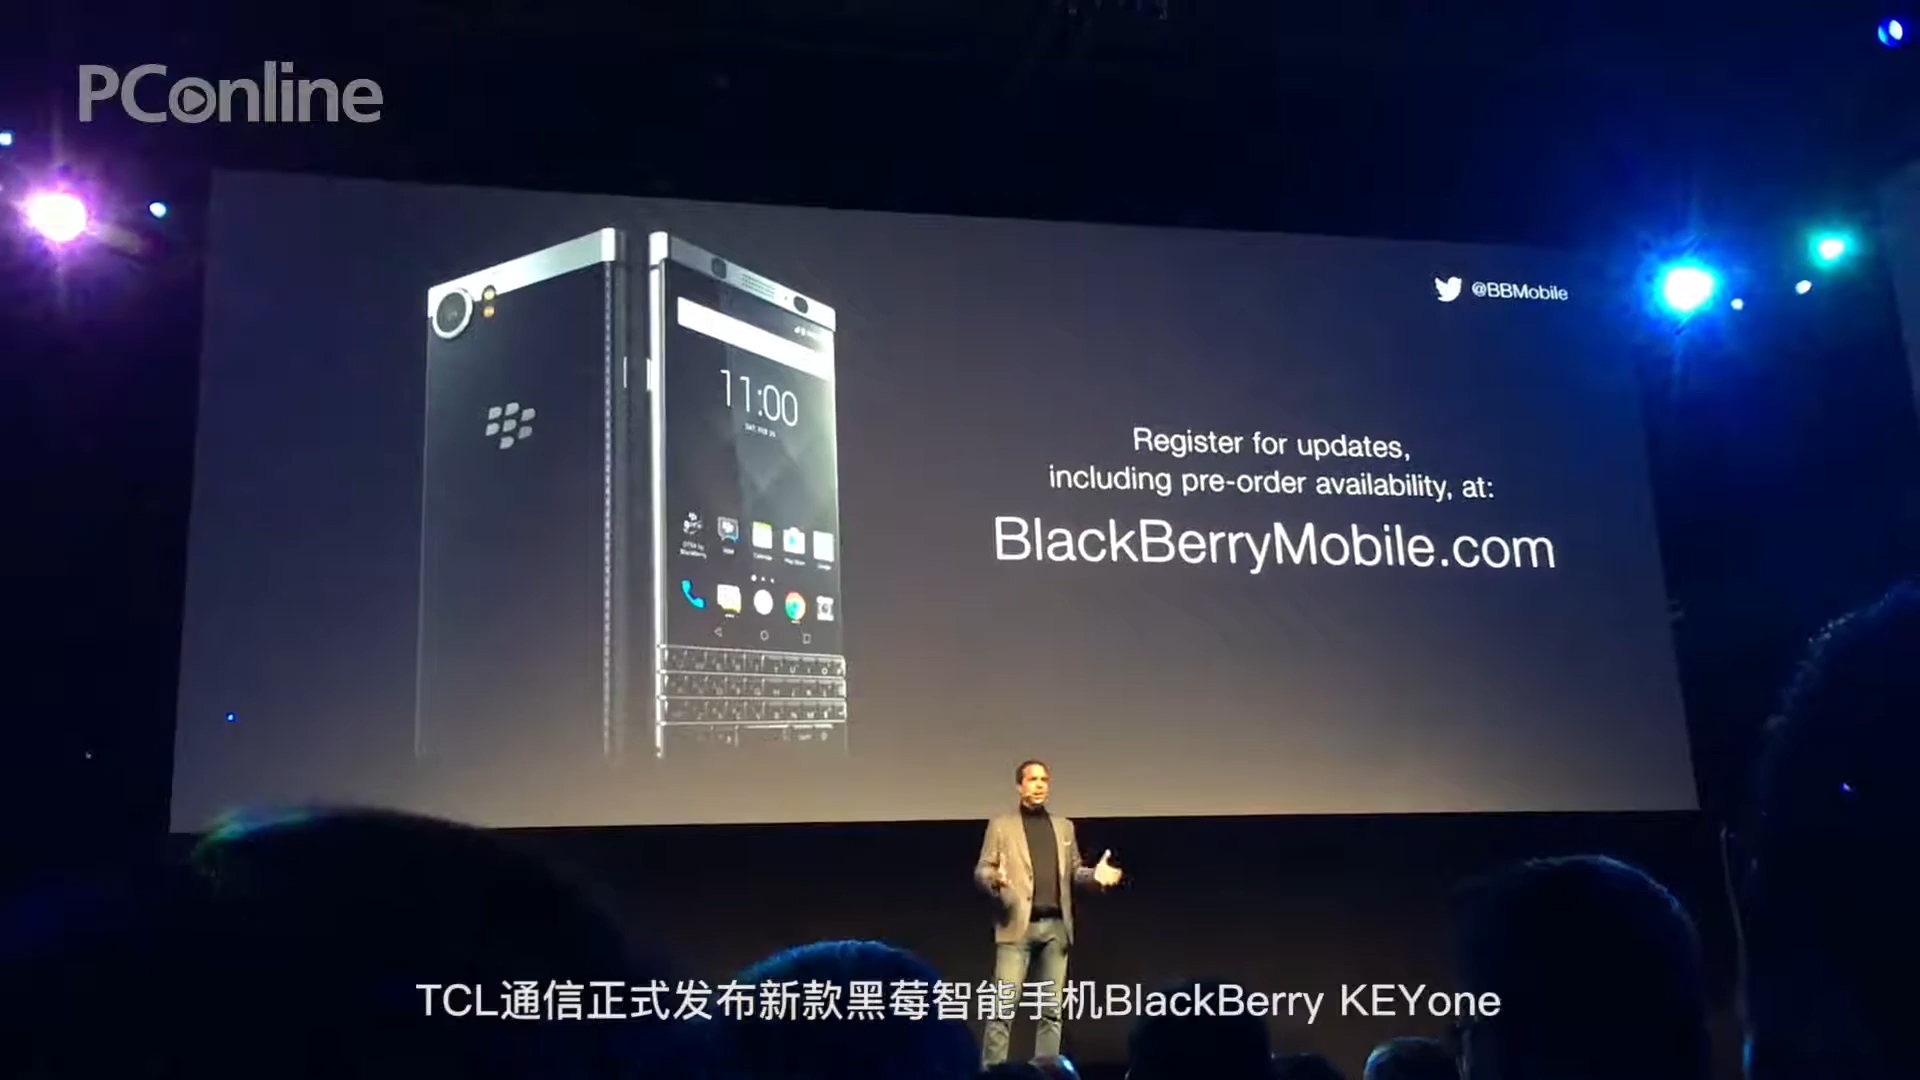 PConline
@BBMobile
11:00
Register for updates,
including pre-order availability, at:
BlackBerryMobile.com
TCL通信正式发布新款黑莓智能手机BlackBerry KEYone